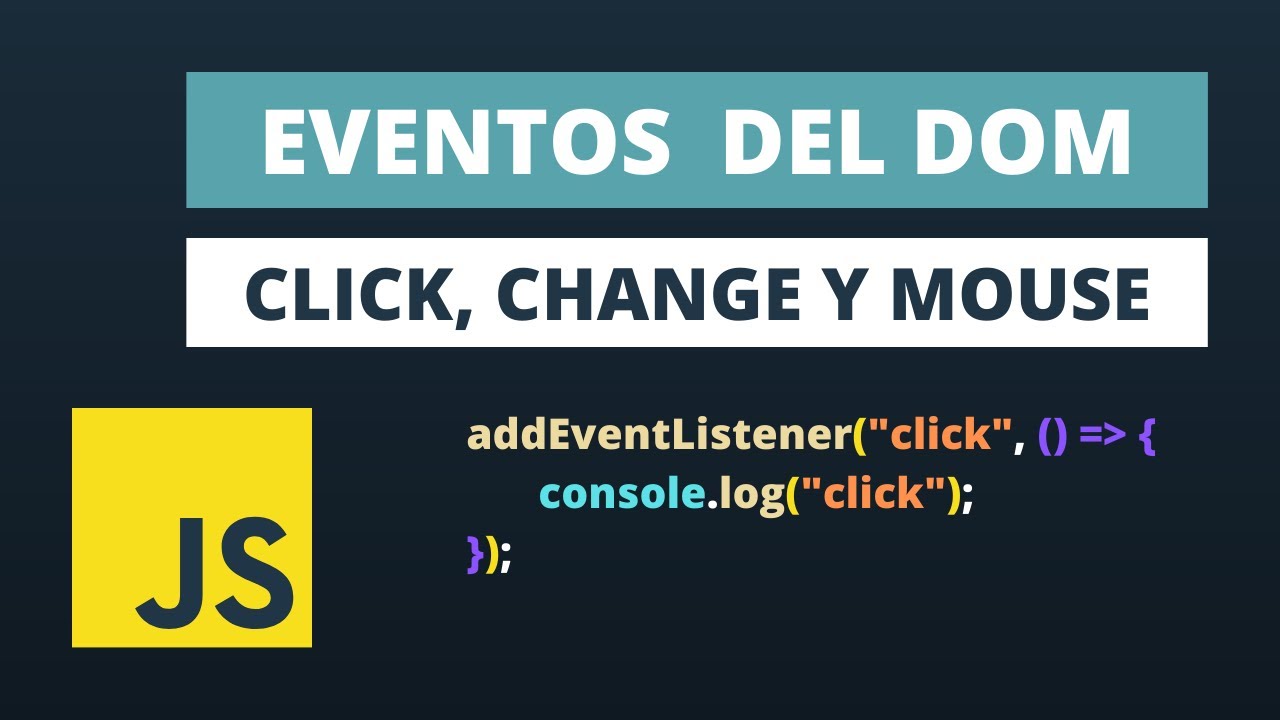 EVENTOS DEL DOM
CLICK, CHANGE Y MOUSE
JS
addEventListener("click", () => {
console.log("click");
});